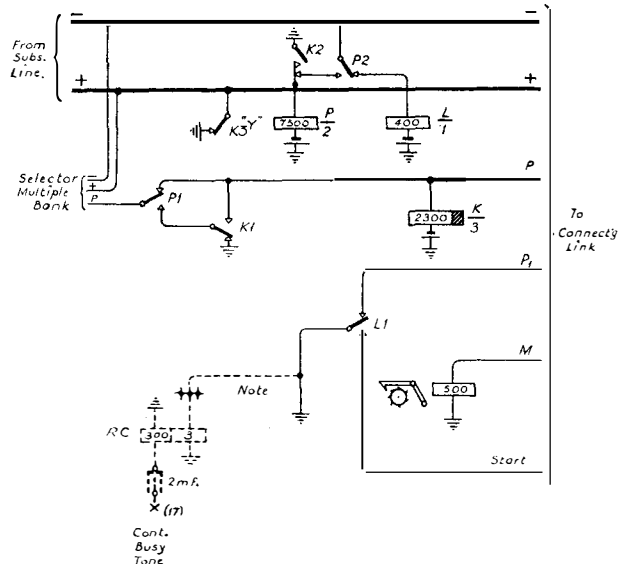 − −
From
Subs.
Line.
K2
P2
+ +
K3 "Y"
7500
P
2
400
L
1
Selector
Multiple
Bank
−
+
P
P1
K1
P
2300
K
3
To
Connect'g
Link
P₁
L1
M
Note
500
RC
300
3
Start
2mf.
(17)
Cont.
Busy
Tone